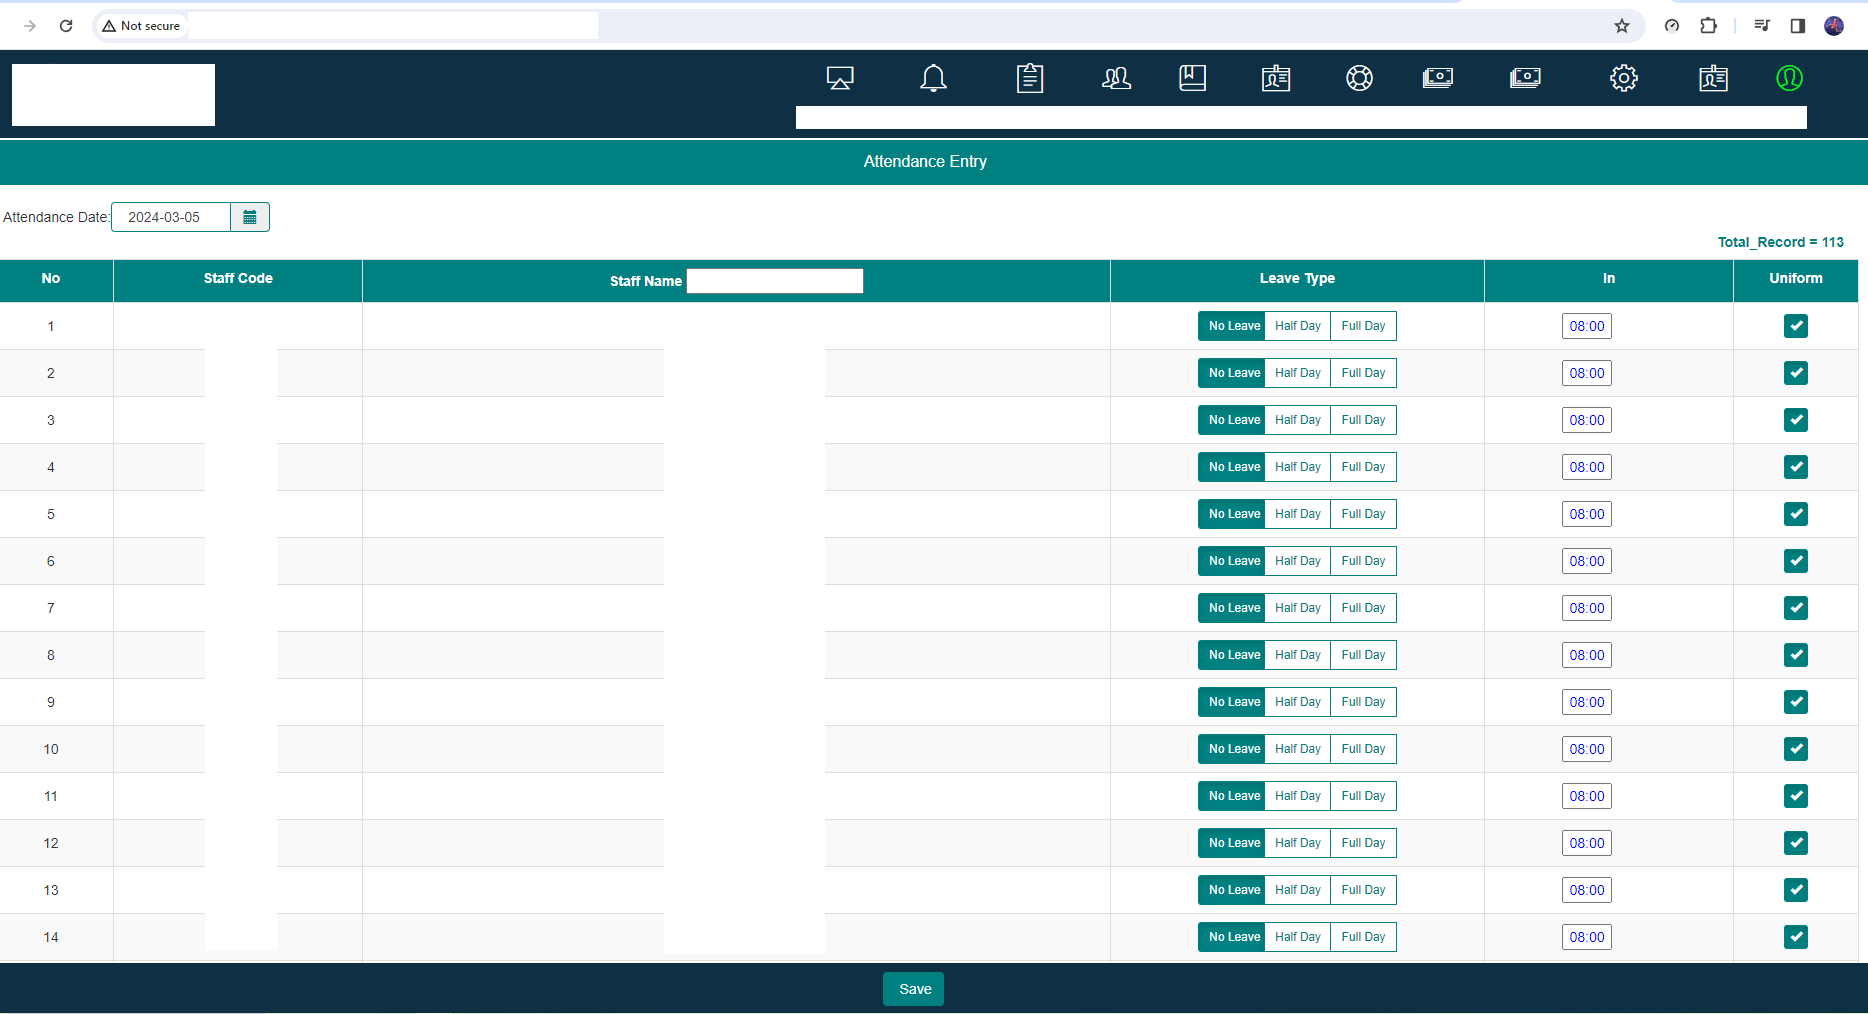 Not secure
Attendance Entry
Attendance Date: 2024-03-05
Total_Record = 113
No Staff Code Staff Name Leave Type In Uniform
1 No Leave Half Day Full Day 08:00
2 No Leave Half Day Full Day 08:00
3 No Leave Half Day Full Day 08:00
4 No Leave Half Day Full Day 08:00
5 No Leave Half Day Full Day 08:00
6 No Leave Half Day Full Day 08:00
7 No Leave Half Day Full Day 08:00
8 No Leave Half Day Full Day 08:00
9 No Leave Half Day Full Day 08:00
10 No Leave Half Day Full Day 08:00
11 No Leave Half Day Full Day 08:00
12 No Leave Half Day Full Day 08:00
13 No Leave Half Day Full Day 08:00
14 No Leave Half Day Full Day 08:00
Save